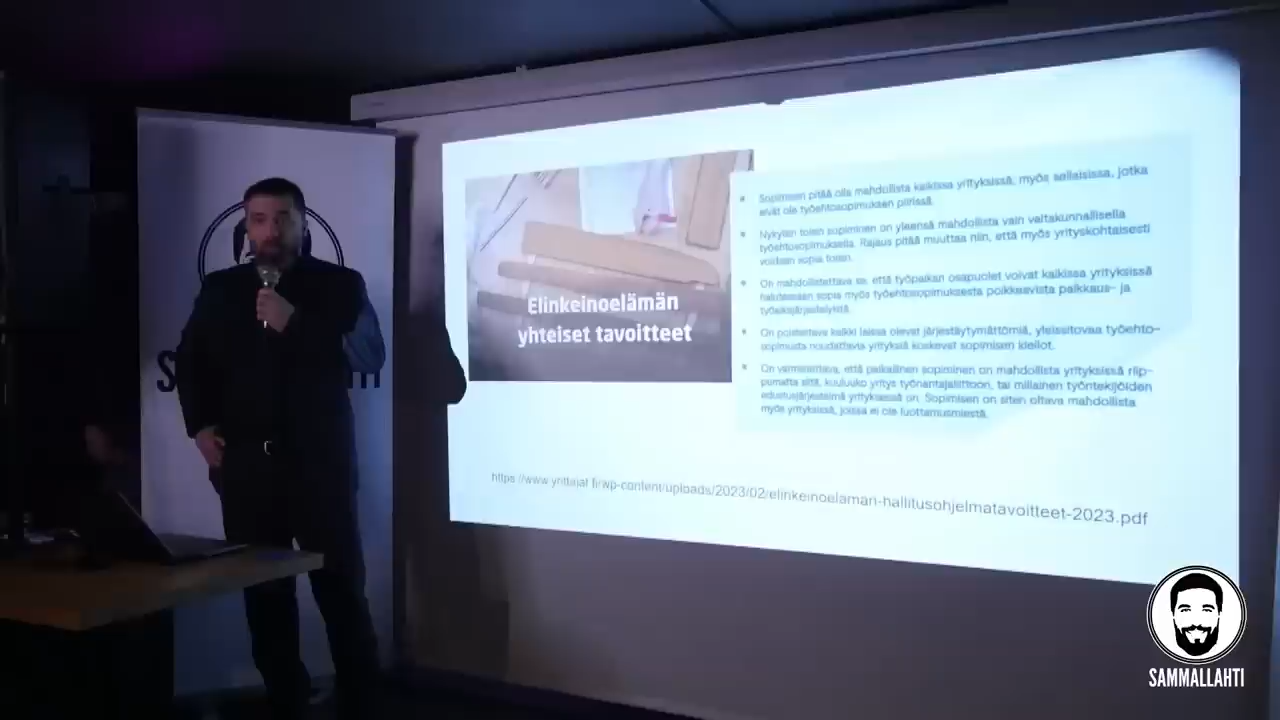 Elinkeinoelämän
yhteiset tavoitteet
Sopimisen pitää olla mahdollista kaikissa yrityksissä, myös sellaisissa, jotka
eivät ole työehtosopimuksen piirissä.
Nykyisin toisin sopiminen on yleensä mahdollista vain valtakunnallisella
työehtosopimuksella. Rajaus pitää muuttaa niin, että myös yrityskohtaisesti
voidaan sopia toisin.
On mahdollistettava se, että työpaikan osapuolet voivat kaikissa yrityksissä
halutessaan sopia myös työehtosopimuksesta poikkeavista palkkaus- ja
työaikajärjestelyistä.
On poistettava kaikki laissa olevat järjestäytymättömiä, yleissitovaa työehto-
sopimusta noudattavia yrityksiä koskevat sopimisen kiellot.
On varmistettava, että paikallinen sopiminen on mahdollista yrityksissä riip-
pumatta siitä, kuuluuko yritys työnantajaliittoon, tai millainen työntekijöiden
edustusjärjestelmä yrityksessä on. Sopimisen on siten oltava mahdollista
myös yrityksissä, joissa ei ole luottamusmiestä.
https://www.yrittajat.fi/wp-content/uploads/2023/02/elinkeinoelaman-hallitusohjelmatavoitteet-2023.pdf
SAMMALLAHTI